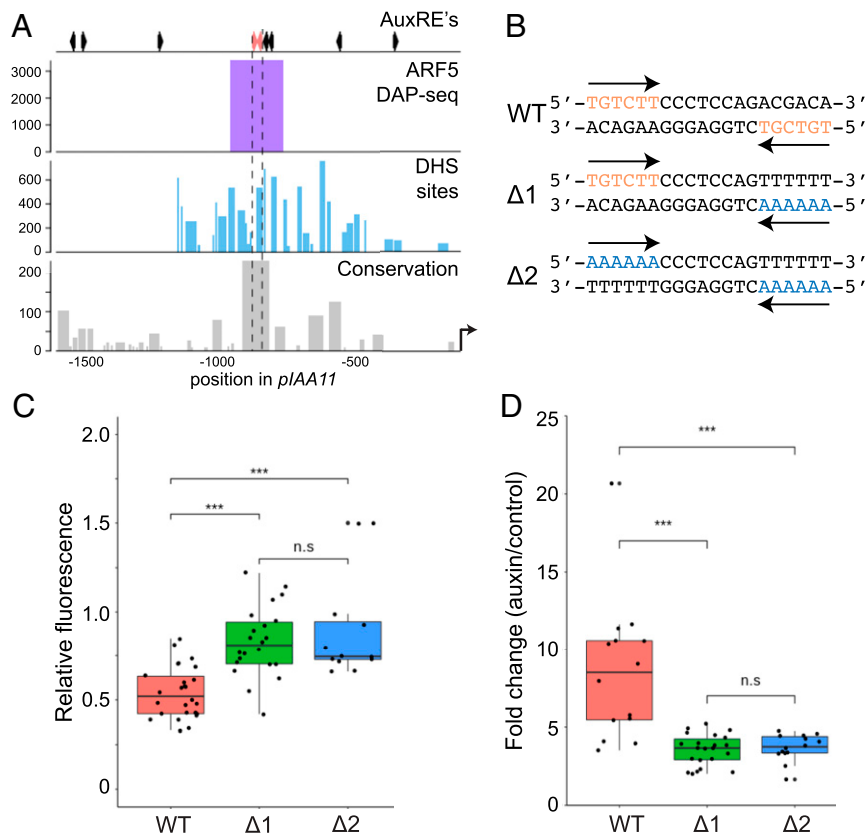 A
AuxRE's
3000
2000
1000
0
ARF5
DAP-seq
600
400
200
0
DHS
sites
200
100
0
Conservation
-1500
-1000
-500
position in pIAA11
B
WT
5′-TGTCTTCCCTCCAGACGACA-3′
3′-ACAGAAGGGAGGTCTGCTGT-5′
Δ1
5′-TGTCTTCCCTCCAGTTTTTT-3′
3′-ACAGAAGGGAGGTCAAAAAA-5′
Δ2
5′-AAAAAACCCTCCAGTTTTTT-3′
3′-TTTTTTGGGAGGTCAAAAAA-5′
C
Relative fluorescence
2.0
1.5
1.0
0.5
0
***
***
n.s
WT
Δ1
Δ2
D
Fold change (auxin/control)
25
20
15
10
5
0
***
***
n.s
WT
Δ1
Δ2